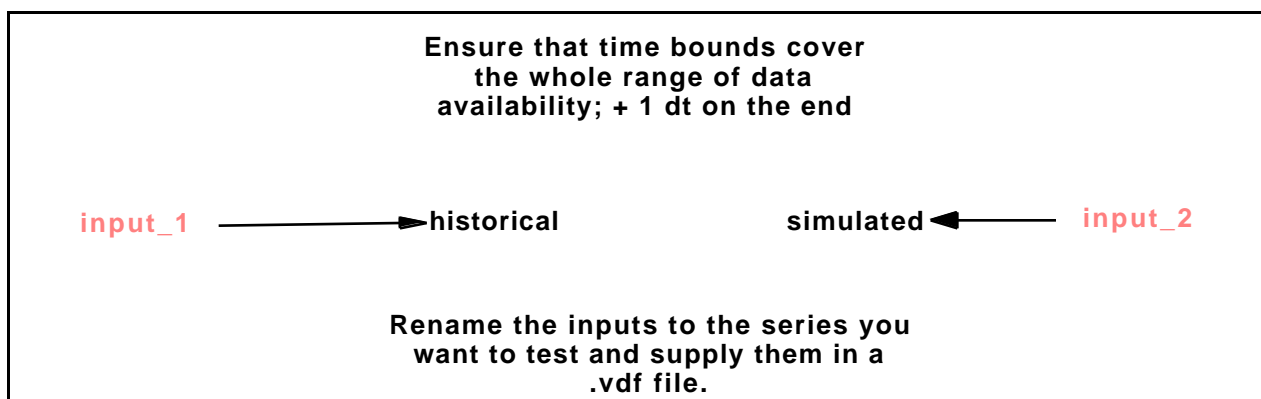 Ensure that time bounds cover
the whole range of data
availability; + 1 dt on the end
input_1 historical simulated input_2
Rename the inputs to the series you
want to test and supply them in a
.vdf file.